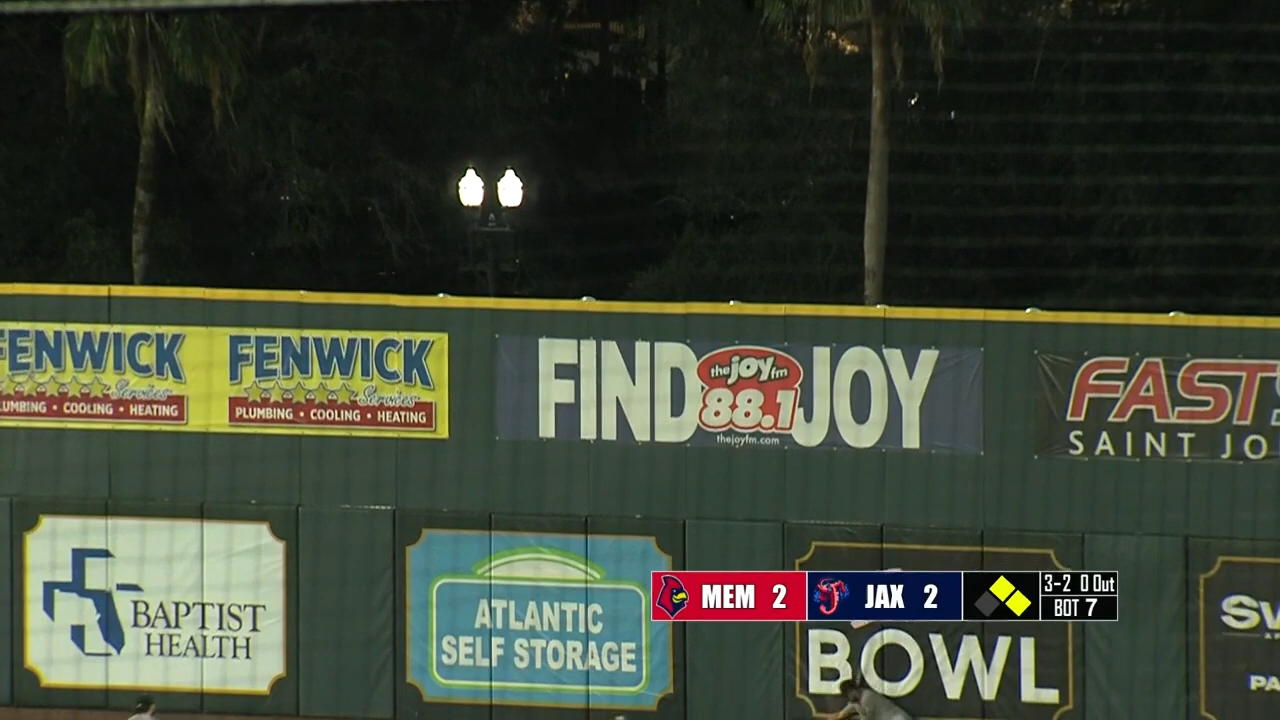 FENWICK
Services
PLUMBING • COOLING • HEATING
FENWICK
Services
PLUMBING • COOLING • HEATING
FIND the joy fm 88.1 JOY
thejoyfm.com
FAST
SAINT JO
BAPTIST
HEALTH
ATLANTIC
SELF STORAGE
BOWL
MEM 2 JAX 2
3-2 0 Out
BOT 7